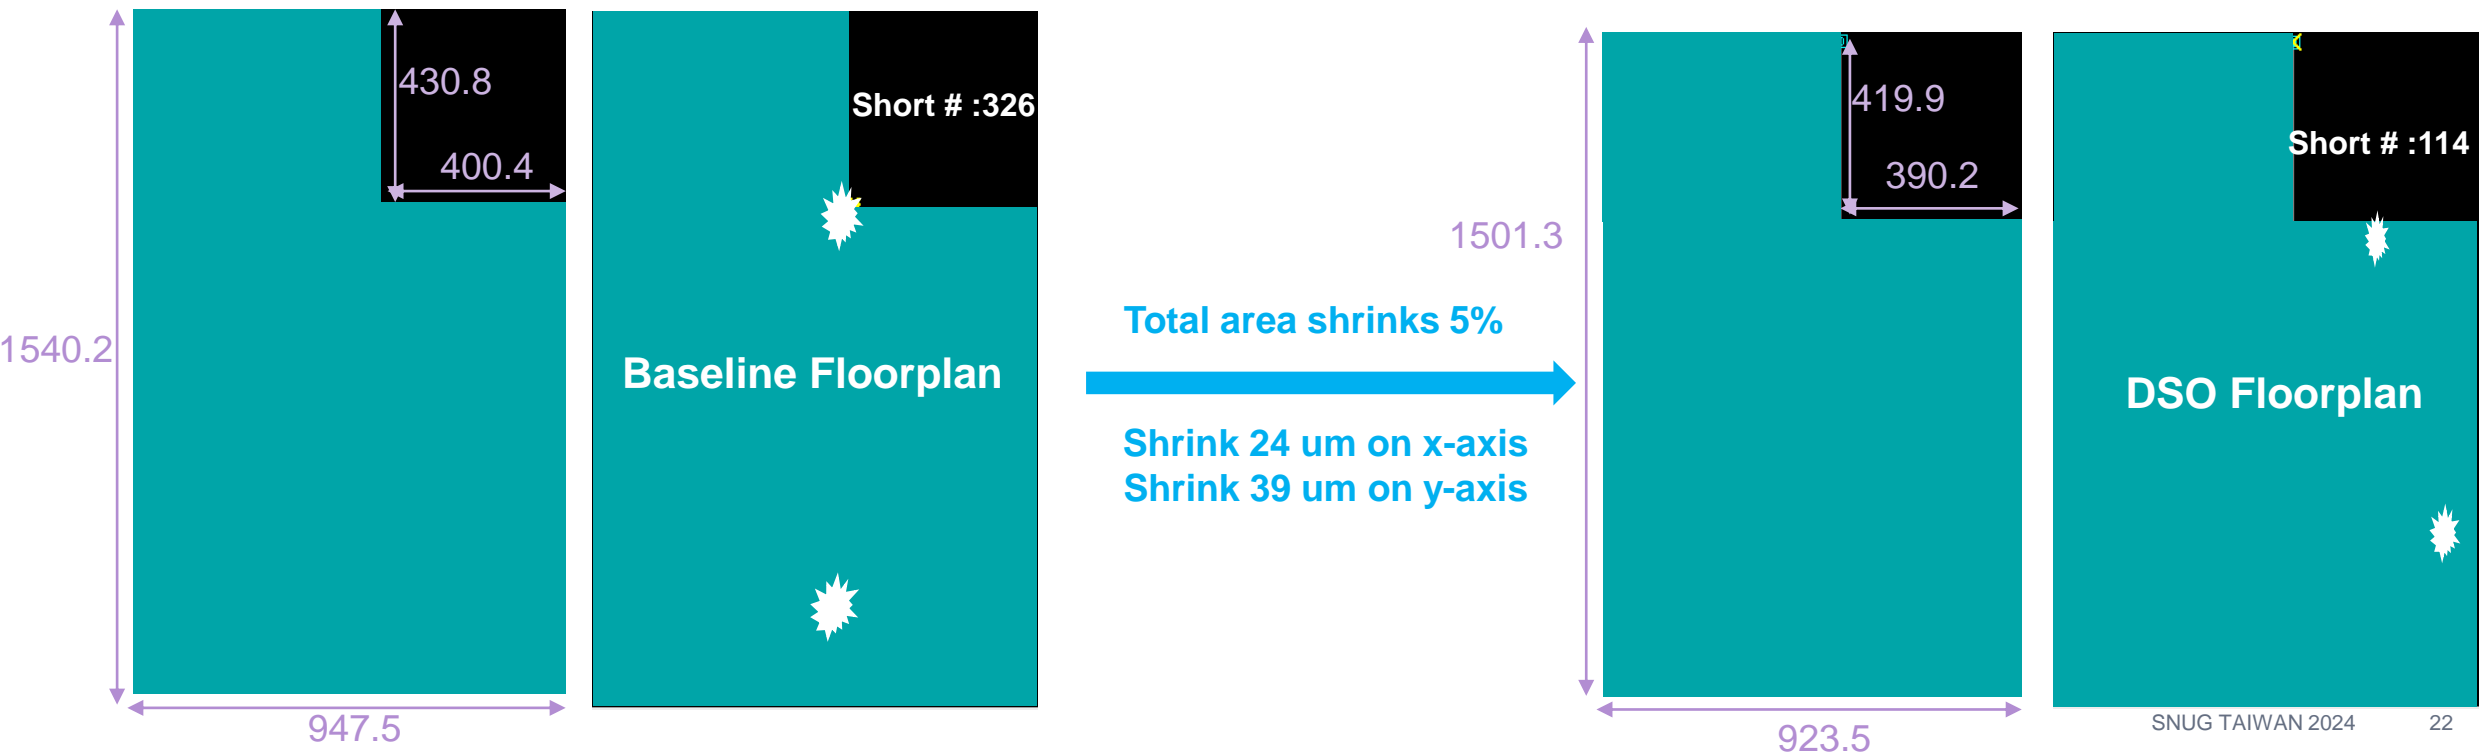 430.8
400.4
1540.2
947.5
Short # :326
Baseline Floorplan
Total area shrinks 5%
Shrink 24 um on x-axis
Shrink 39 um on y-axis
419.9
390.2
1501.3
923.5
Short # :114
DSO Floorplan
SNUG TAIWAN 2024
22